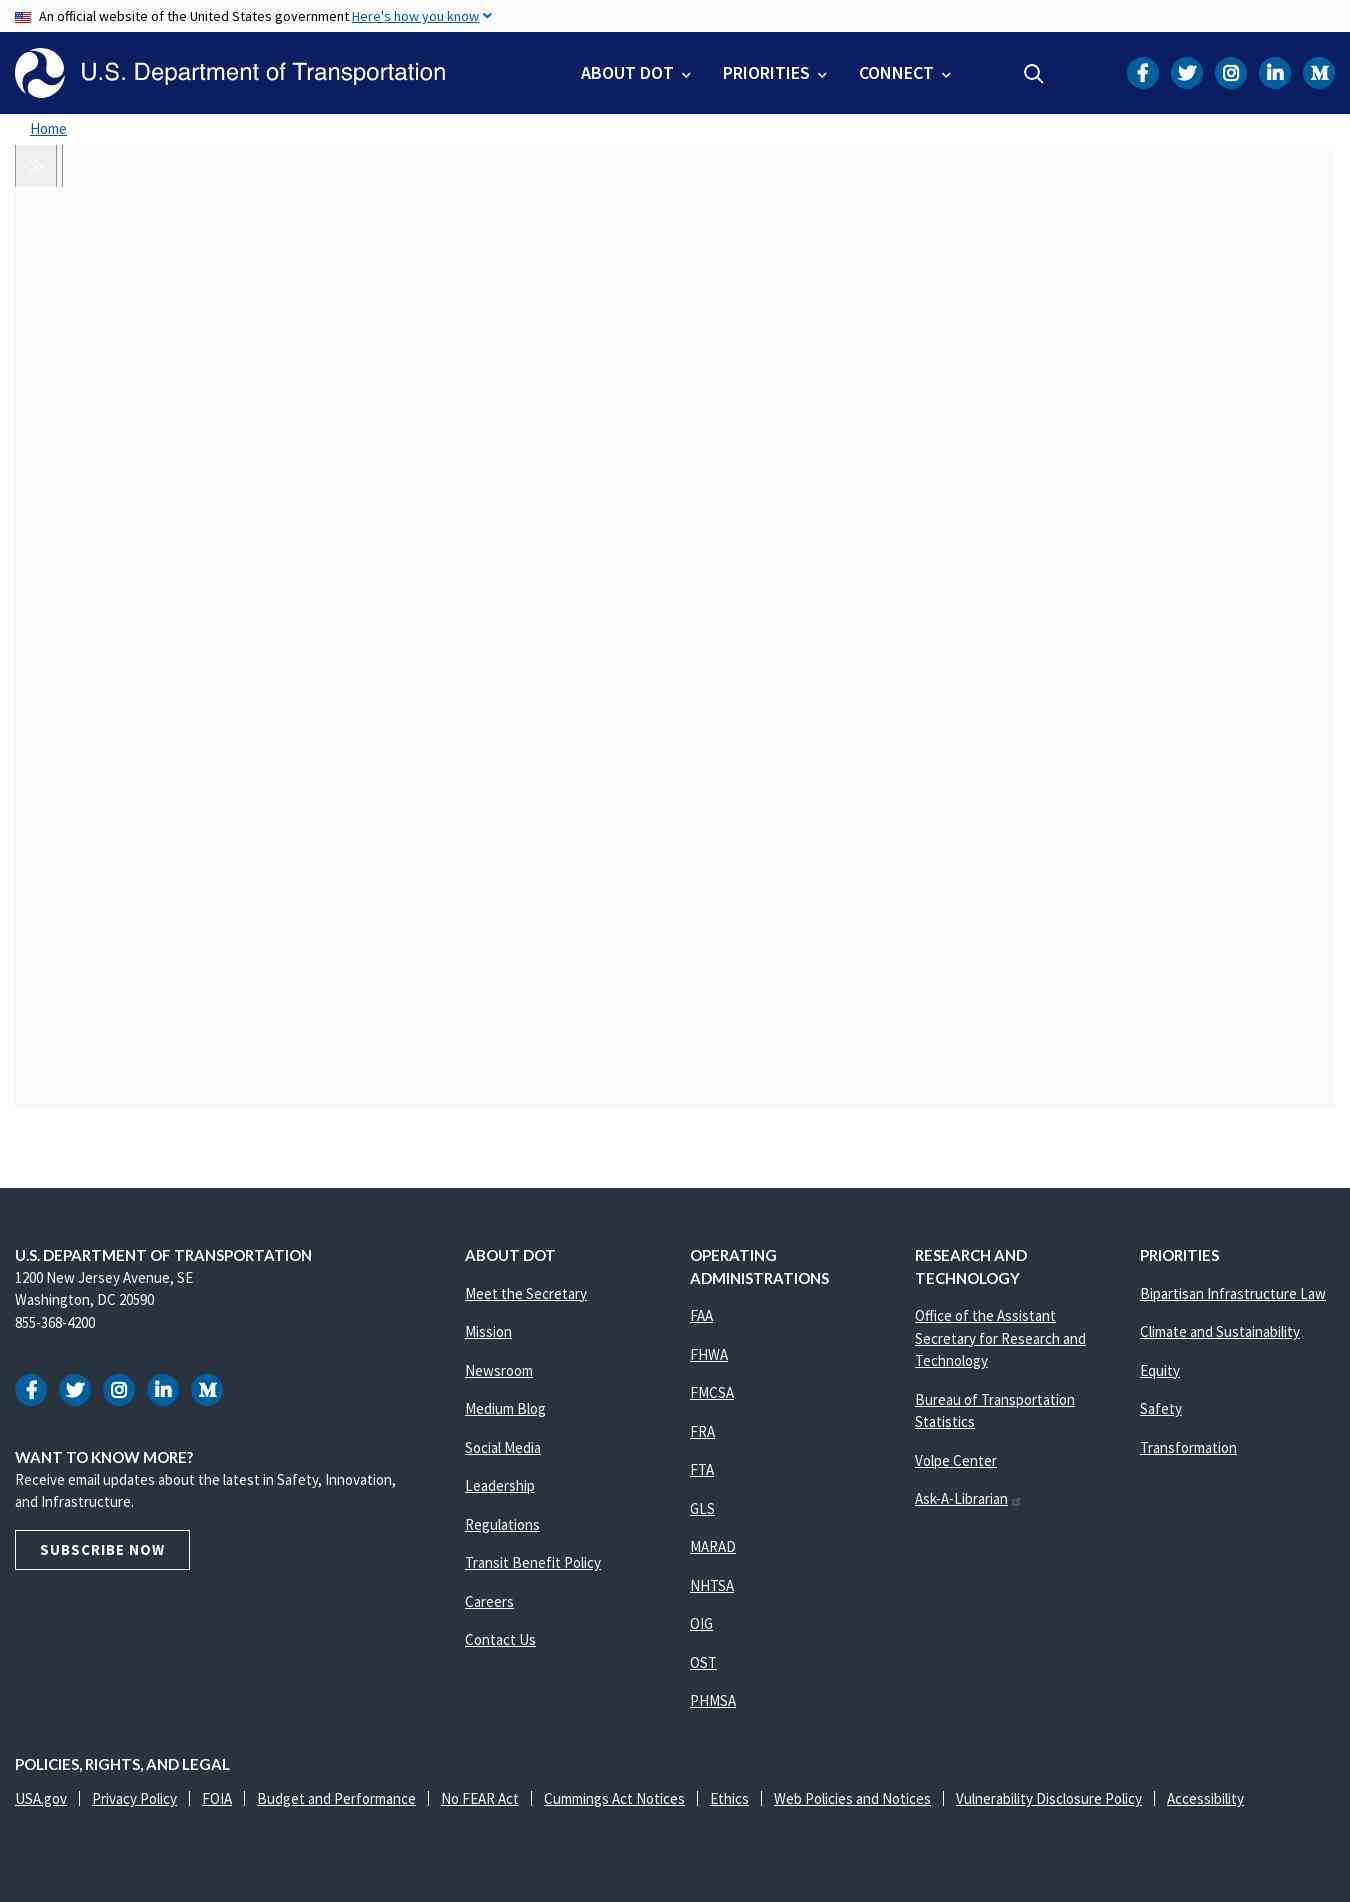 An official website of the United States government Here's how you know
U.S. Department of Transportation
ABOUT DOT
PRIORITIES
CONNECT
Home
U.S. DEPARTMENT OF TRANSPORTATION
1200 New Jersey Avenue, SE
Washington, DC 20590
855-368-4200
WANT TO KNOW MORE?
Receive email updates about the latest in Safety, Innovation,
and Infrastructure.
SUBSCRIBE NOW
ABOUT DOT
Meet the Secretary
Mission
Newsroom
Medium Blog
Social Media
Leadership
Regulations
Transit Benefit Policy
Careers
Contact Us
OPERATING
ADMINISTRATIONS
FAA
FHWA
FMCSA
FRA
FTA
GLS
MARAD
NHTSA
OIG
OST
PHMSA
RESEARCH AND
TECHNOLOGY
Office of the Assistant
Secretary for Research and
Technology
Bureau of Transportation
Statistics
Volpe Center
Ask-A-Librarian
PRIORITIES
Bipartisan Infrastructure Law
Climate and Sustainability
Equity
Safety
Transformation
POLICIES, RIGHTS, AND LEGAL
USA.gov | Privacy Policy | FOIA | Budget and Performance | No FEAR Act | Cummings Act Notices | Ethics | Web Policies and Notices | Vulnerability Disclosure Policy | Accessibility